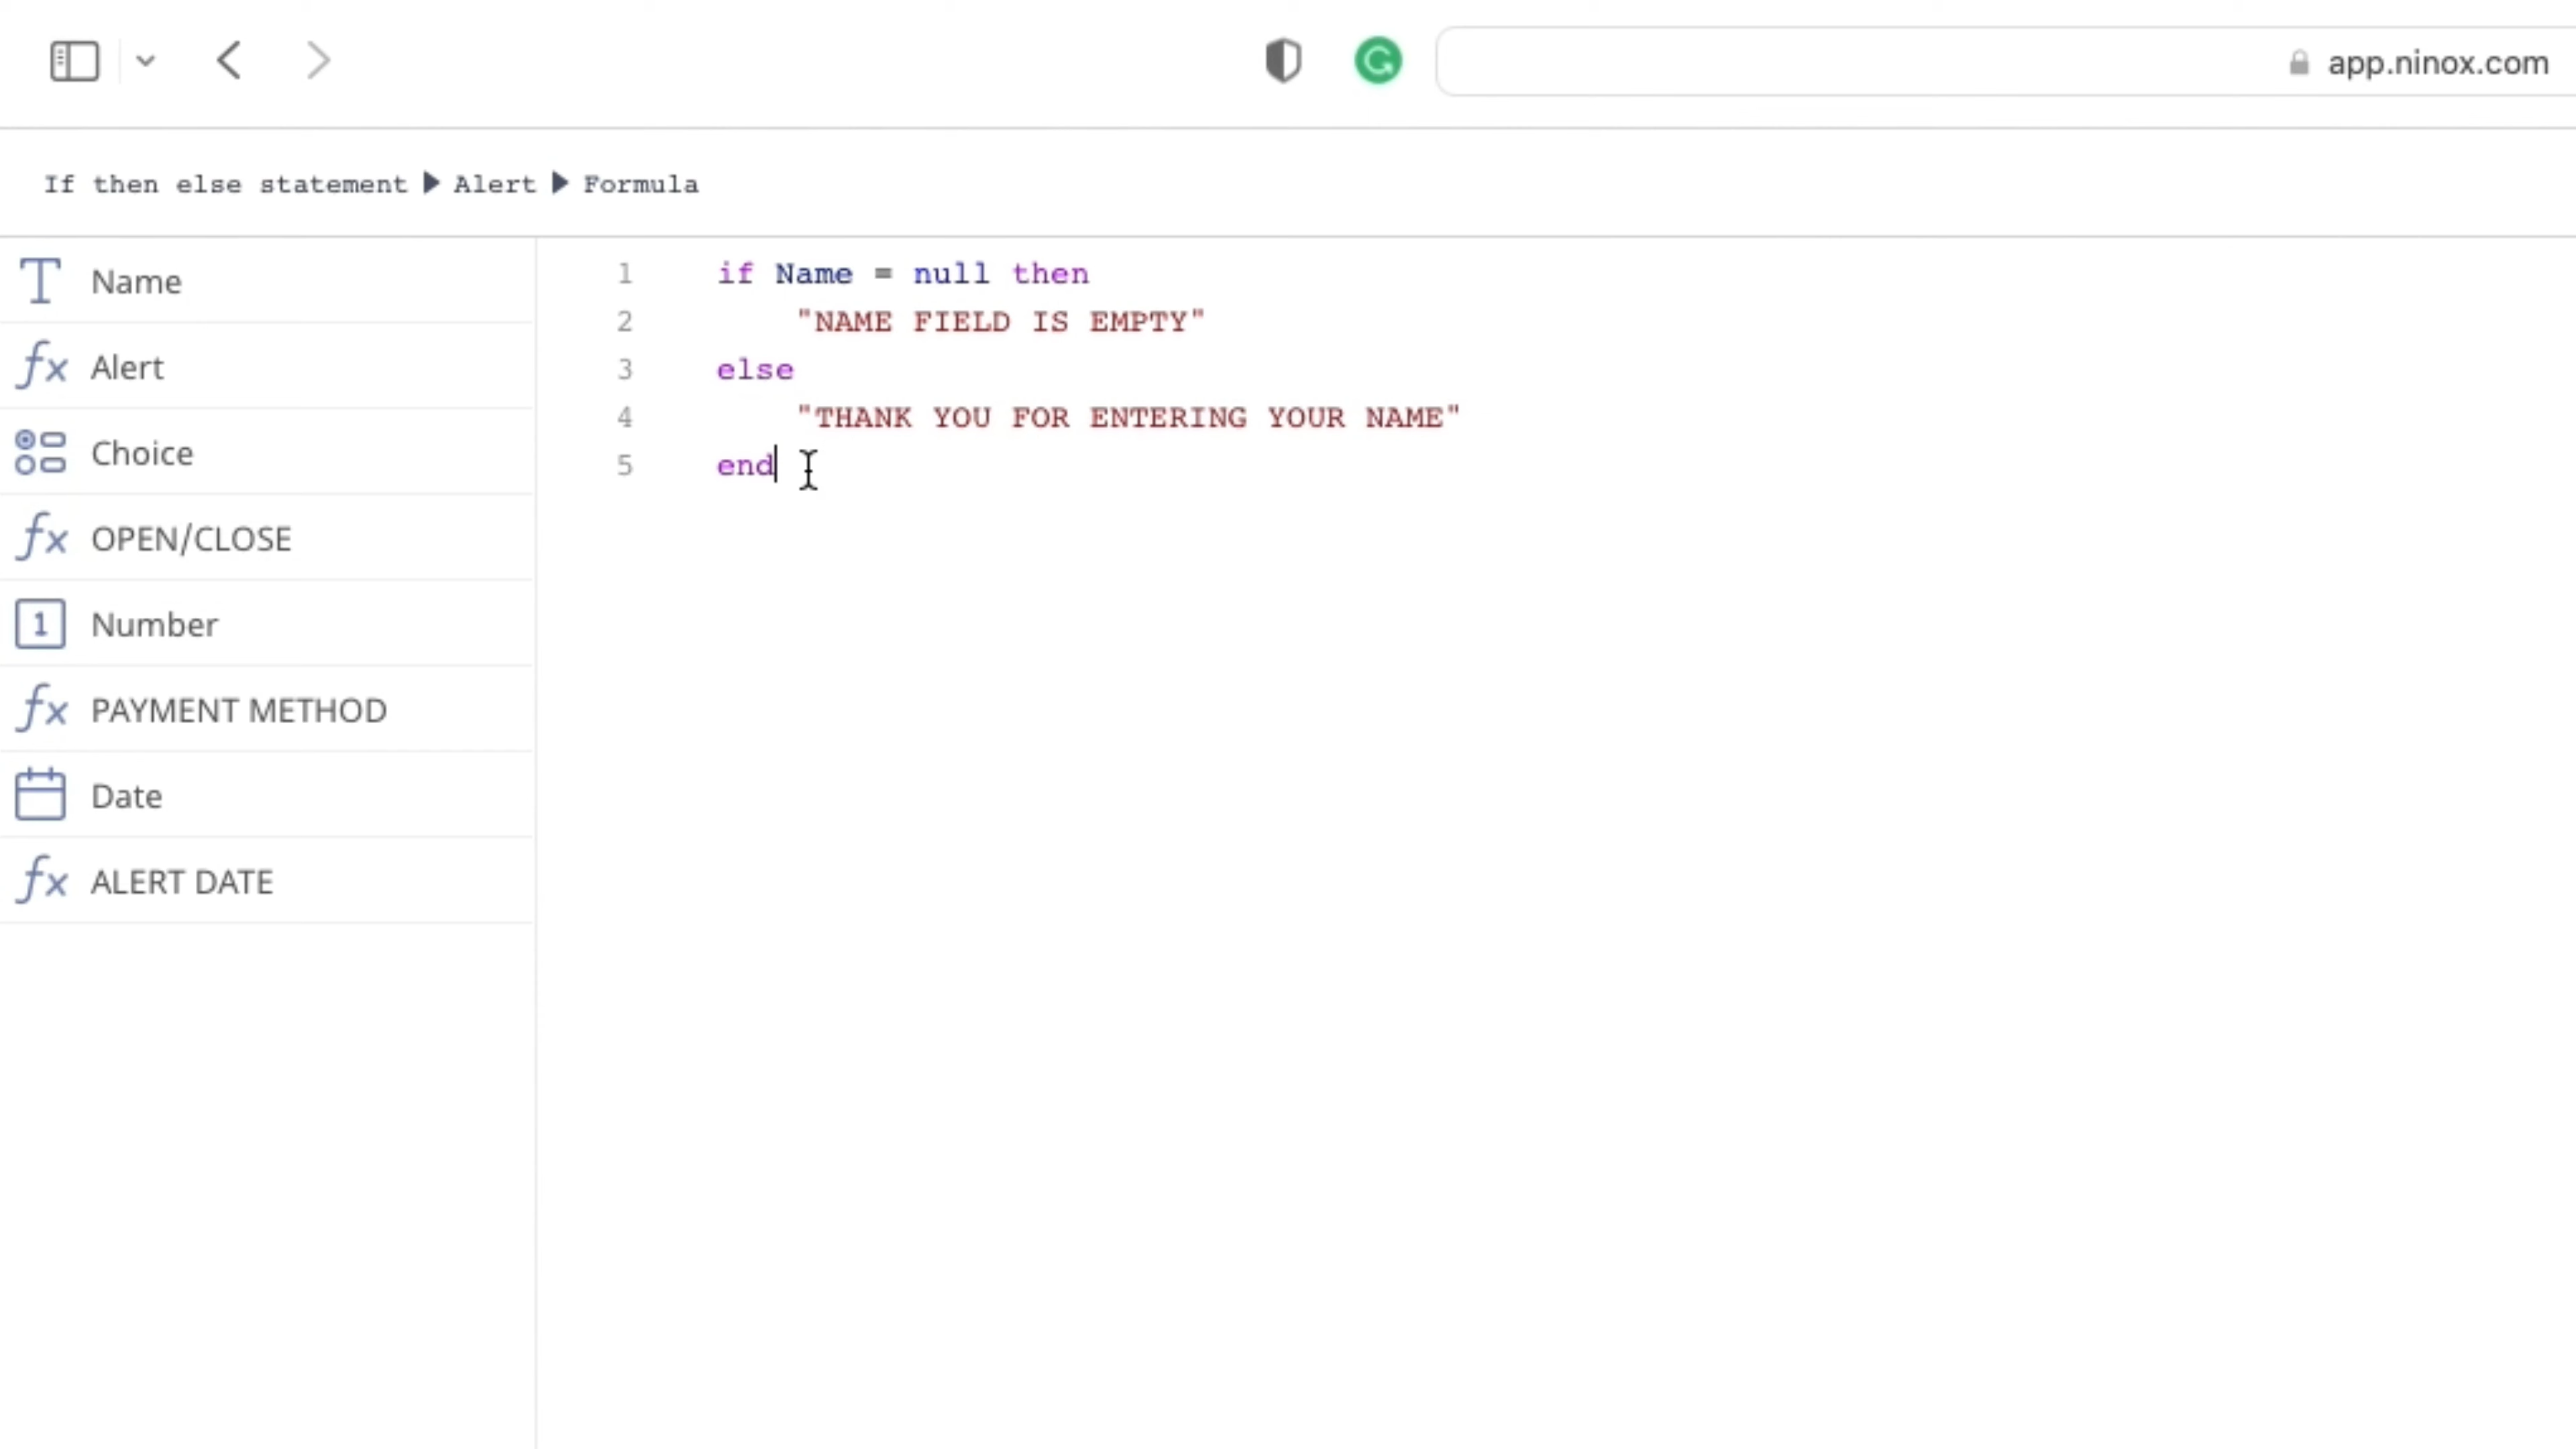 app.ninox.com
If then else statement ▶ Alert ▶ Formula
Name
Alert
Choice
OPEN/CLOSE
1 Number
PAYMENT METHOD
Date
ALERT DATE
1 if Name = null then
2 "NAME FIELD IS EMPTY"
3 else
4 "THANK YOU FOR ENTERING YOUR NAME"
5 end